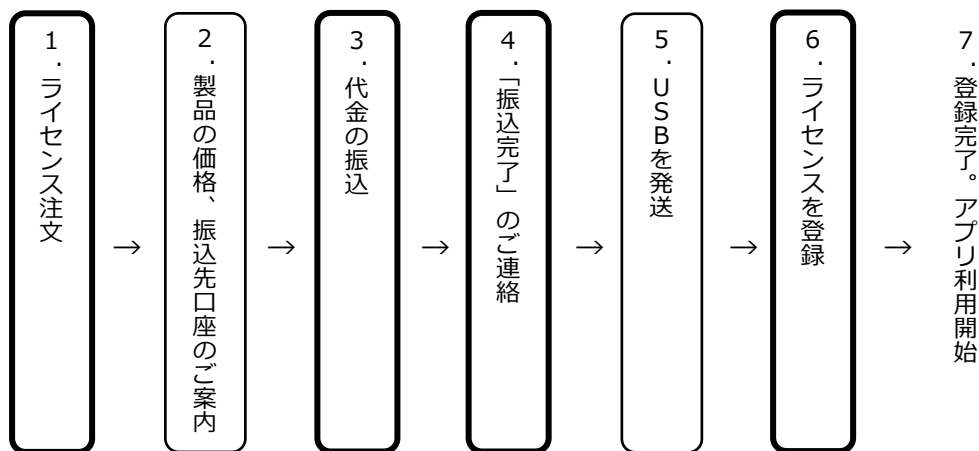 1．ライセンス注文
→
2．製品の価格、振込先口座のご案内
→
3．代金の振込
→
4．「振込完了」のご連絡
→
5．USBを発送
→
6．ライセンスを登録
→
7．登録完了。アプリ利用開始